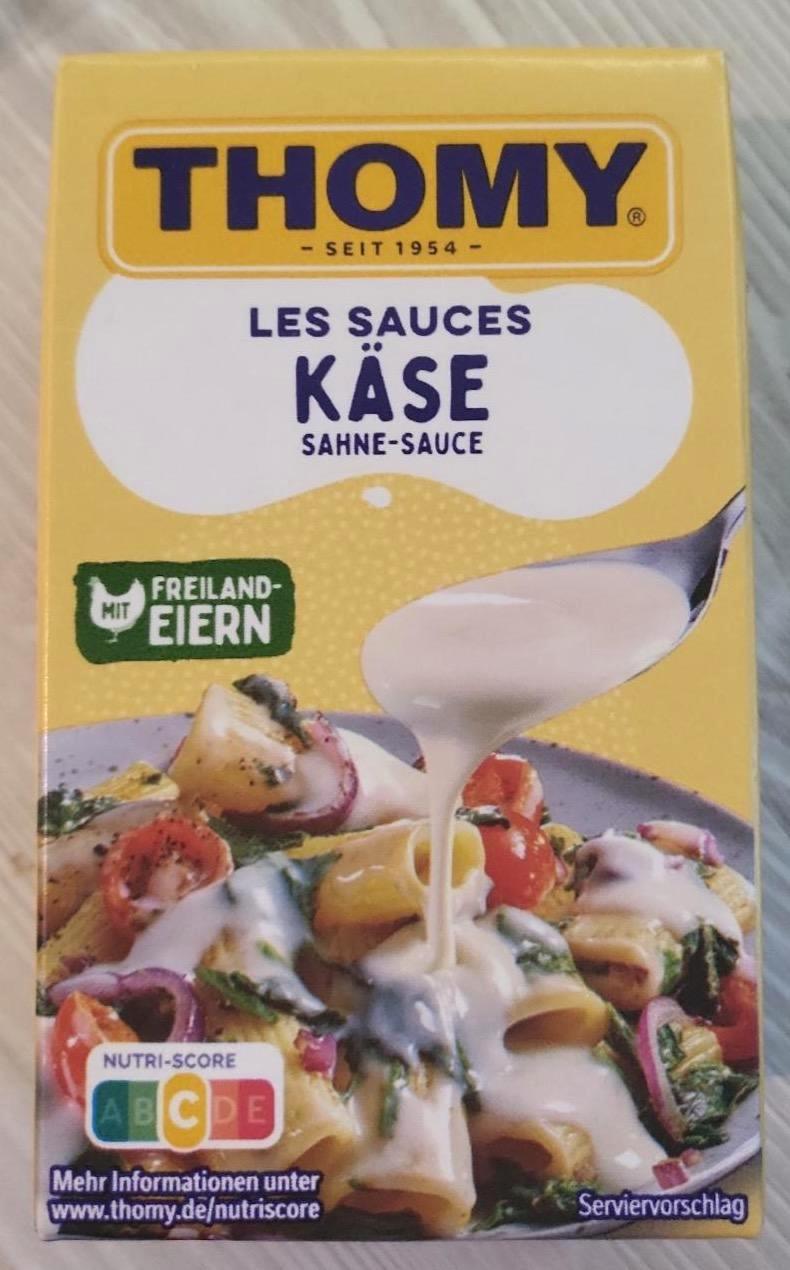 THOMY®
- SEIT 1954 -
LES SAUCES
KÄSE
SAHNE-SAUCE
MIT
FREILAND-
EIERN
NUTRI-SCORE
A B C D E
Mehr Informationen unter
www.thomy.de/nutriscore
Serviervorschlag